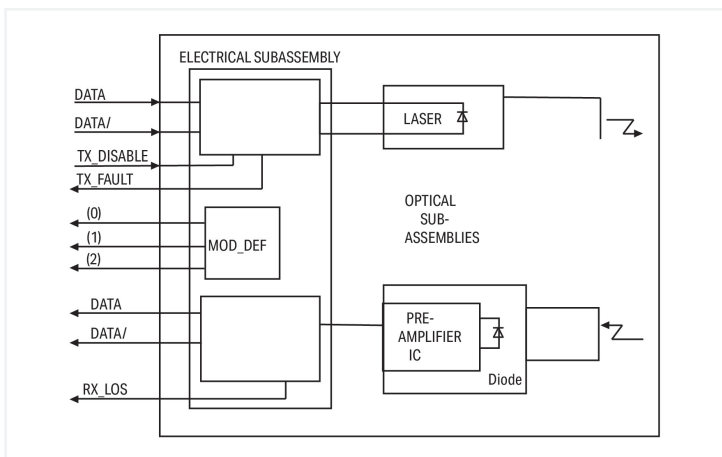 ELECTRICAL SUBASSEMBLY
DATA
DATA/
TX_DISABLE
TX_FAULT
LASER
(0)
(1)
(2)
MOD_DEF
OPTICAL
SUB-
ASSEMBLIES
DATA
DATA/
RX_LOS
PRE-
AMPLIFIER
IC
Diode